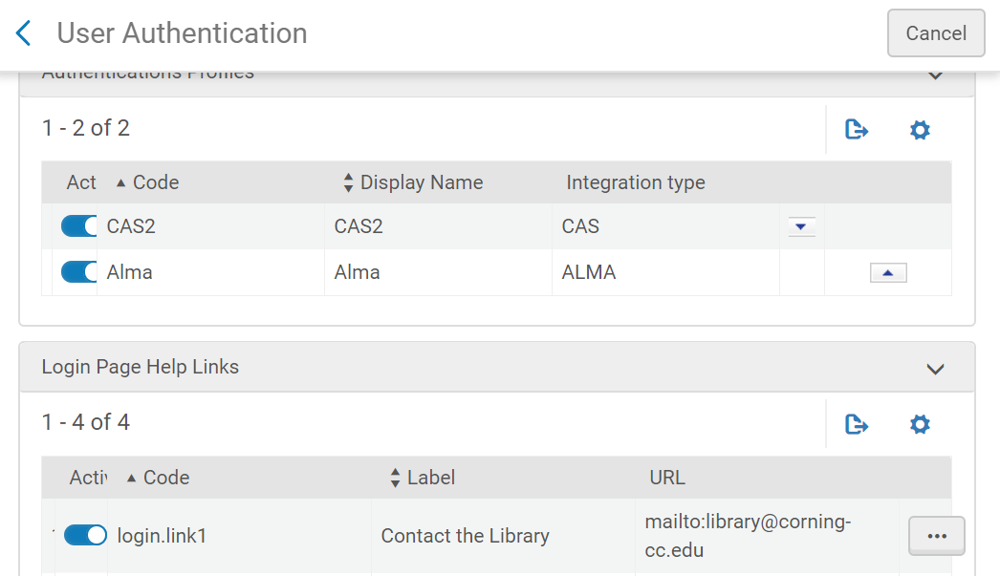 User Authentication
Cancel
Authentications Profiles
1 - 2 of 2
Act Code Display Name Integration type
CAS2 CAS2 CAS
Alma Alma ALMA
Login Page Help Links
1 - 4 of 4
Activ Code Label URL
login.link1 Contact the Library mailto:library@corning-
cc.edu